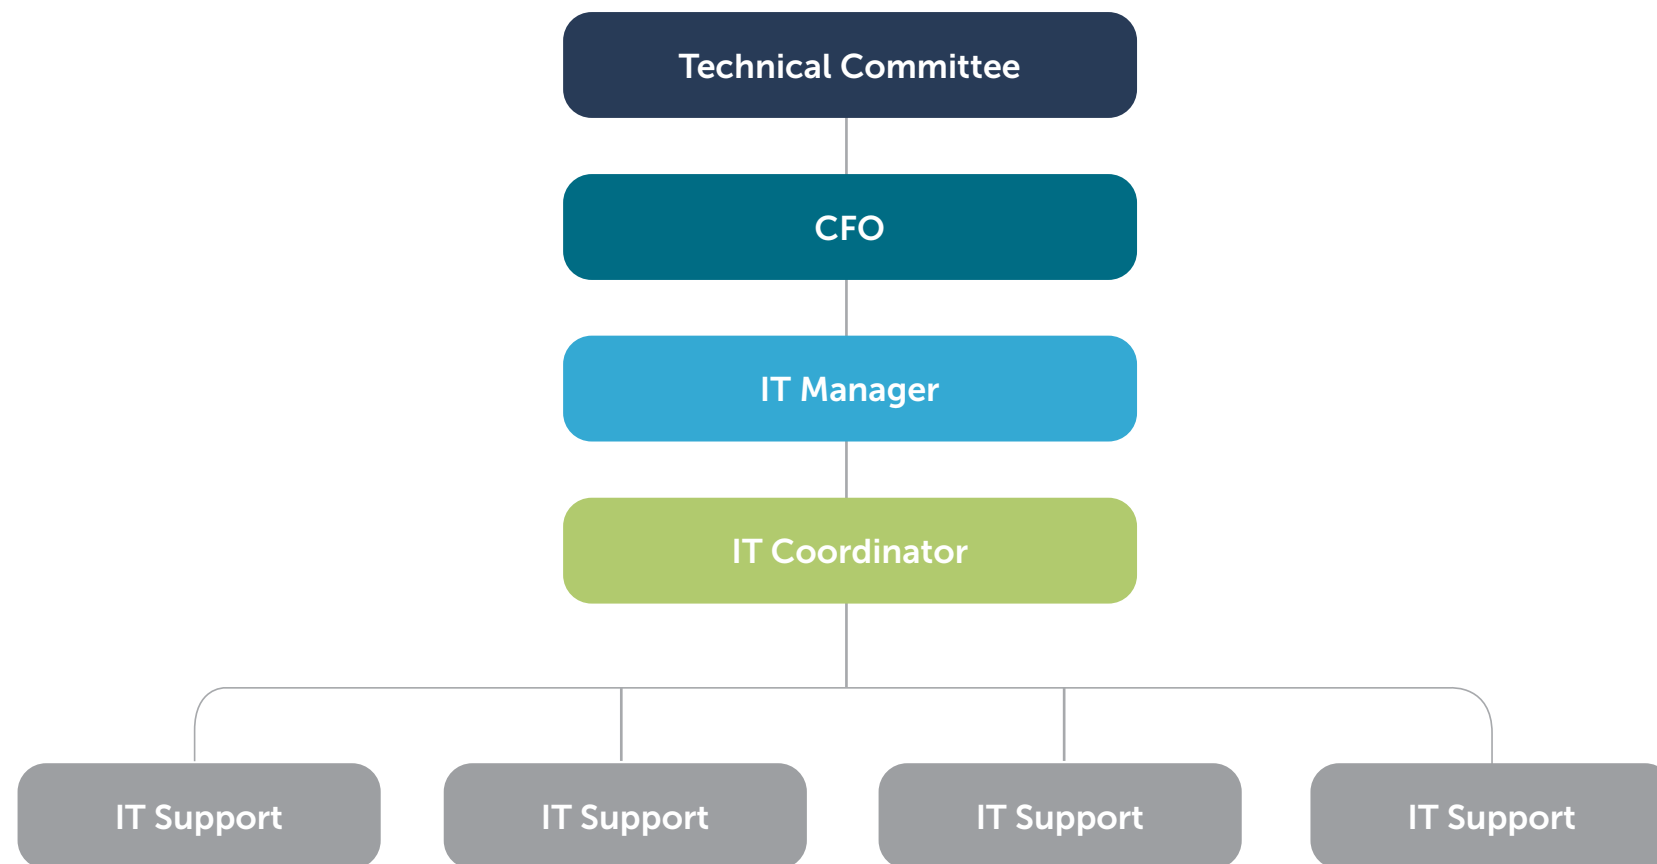 Technical Committee
CFO
IT Manager
IT Coordinator
IT Support
IT Support
IT Support
IT Support